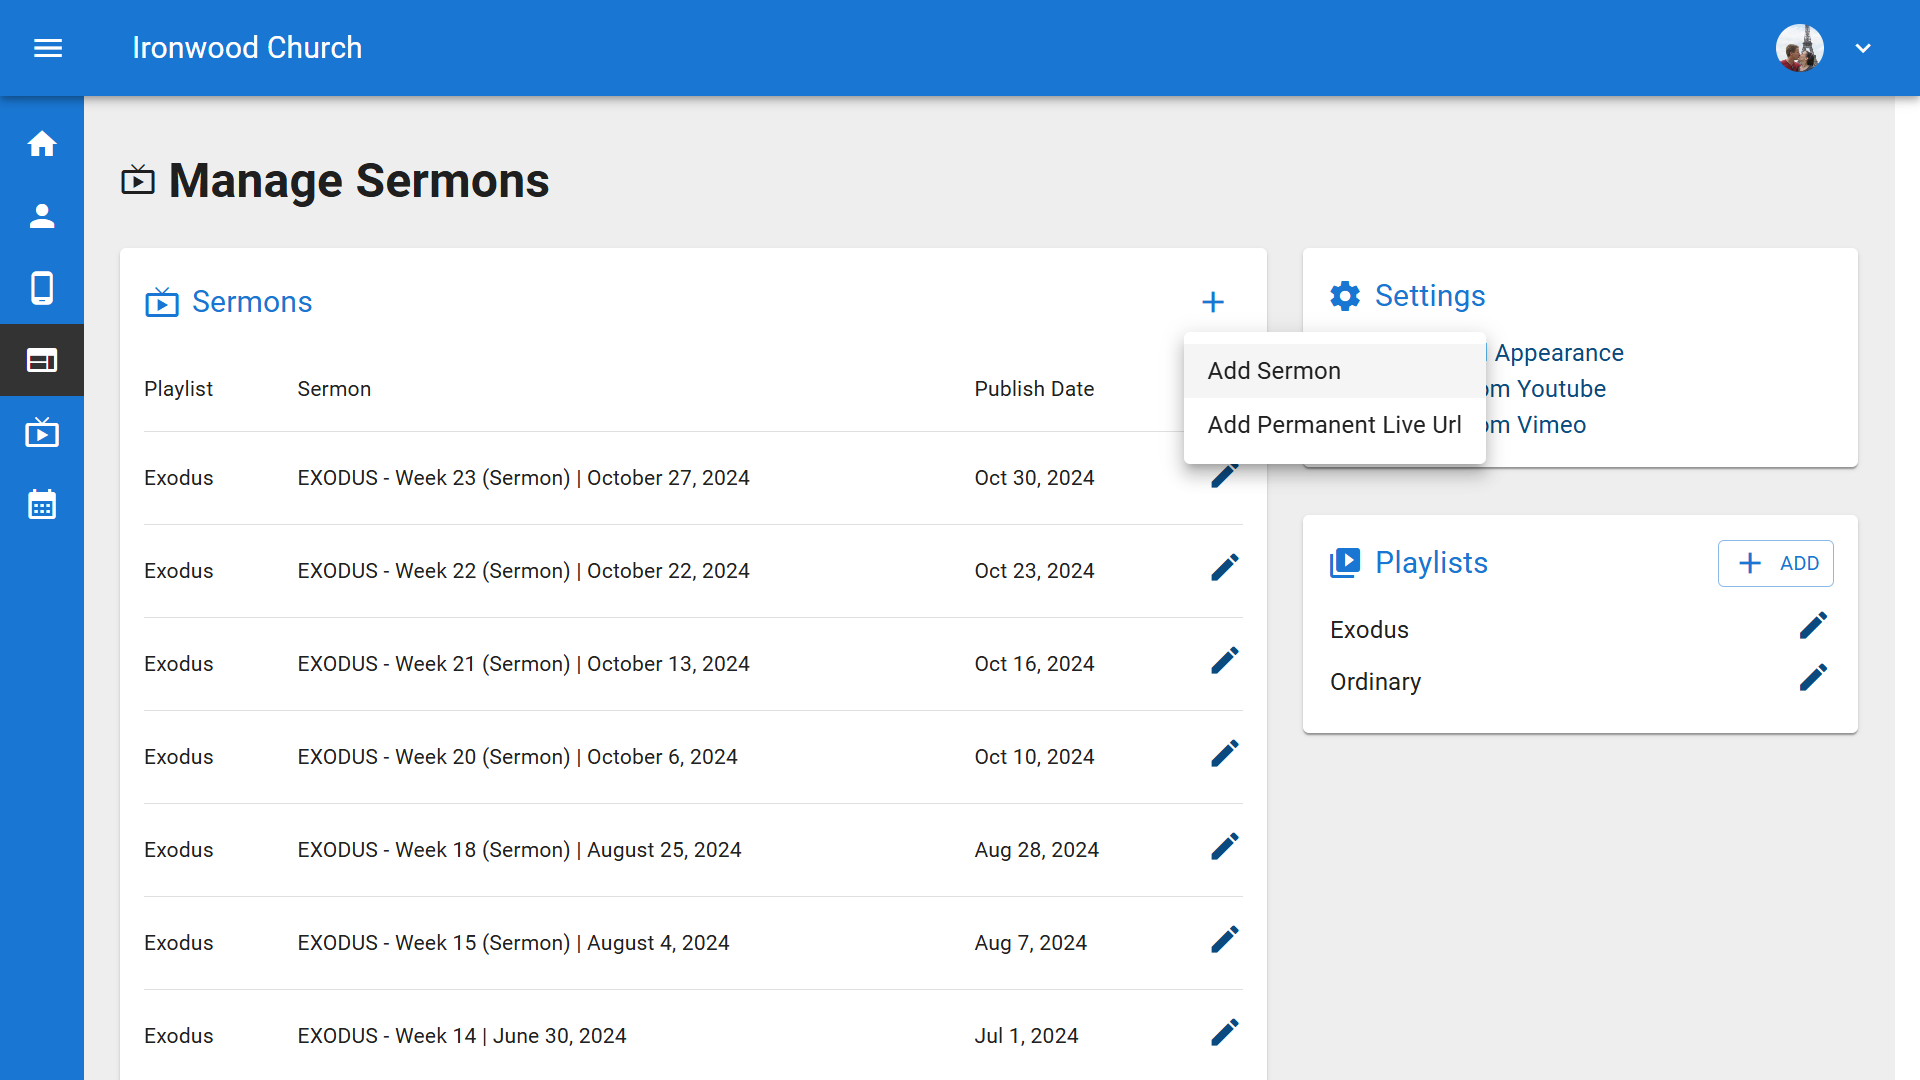 Ironwood Church
Manage Sermons
Sermons
Playlist Sermon Publish Date
Exodus EXODUS - Week 23 (Sermon) | October 27, 2024 Oct 30, 2024
Exodus EXODUS - Week 22 (Sermon) | October 22, 2024 Oct 23, 2024
Exodus EXODUS - Week 21 (Sermon) | October 13, 2024 Oct 16, 2024
Exodus EXODUS - Week 20 (Sermon) | October 6, 2024 Oct 10, 2024
Exodus EXODUS - Week 18 (Sermon) | August 25, 2024 Aug 28, 2024
Exodus EXODUS - Week 15 (Sermon) | August 4, 2024 Aug 7, 2024
Exodus EXODUS - Week 14 | June 30, 2024 Jul 1, 2024
Add Sermon
Add Permanent Live Url
Settings
Appearance
Youtube
Vimeo
Playlists
ADD
Exodus
Ordinary